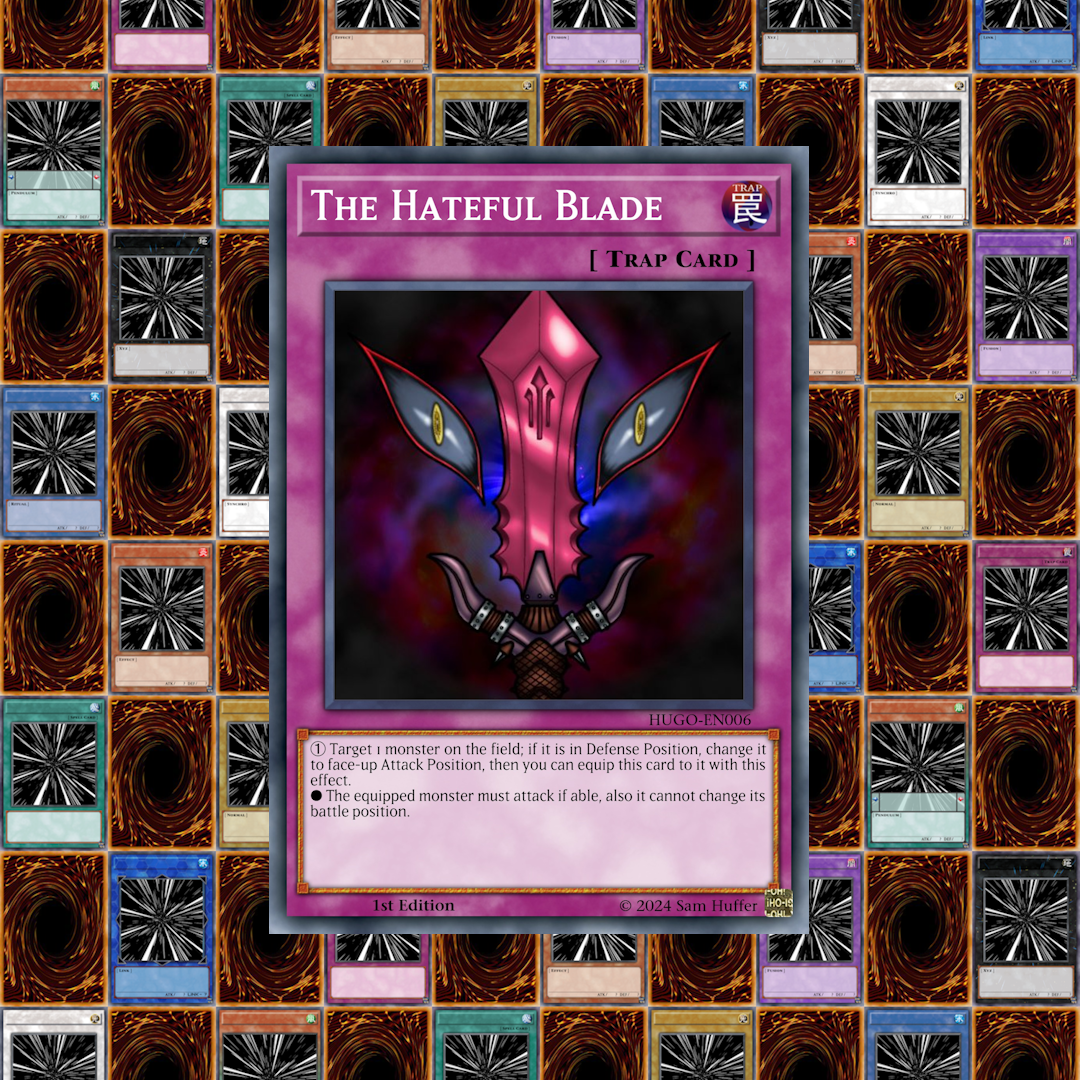 The Hateful Blade
TRAP
罠
[ Trap Card ]
HUGO-EN006
① Target 1 monster on the field; if it is in Defense Position, change it
to face-up Attack Position, then you can equip this card to it with this
effect.
● The equipped monster must attack if able, also it cannot change its
battle position.
1st Edition
© 2024 Sam Huffer